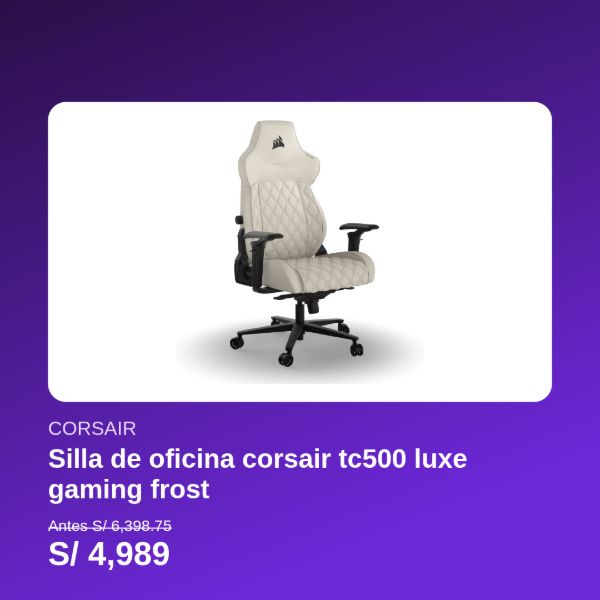 CORSAIR
Silla de oficina corsair tc500 luxe
gaming frost
Antes S/ 6,398.75
S/ 4,989